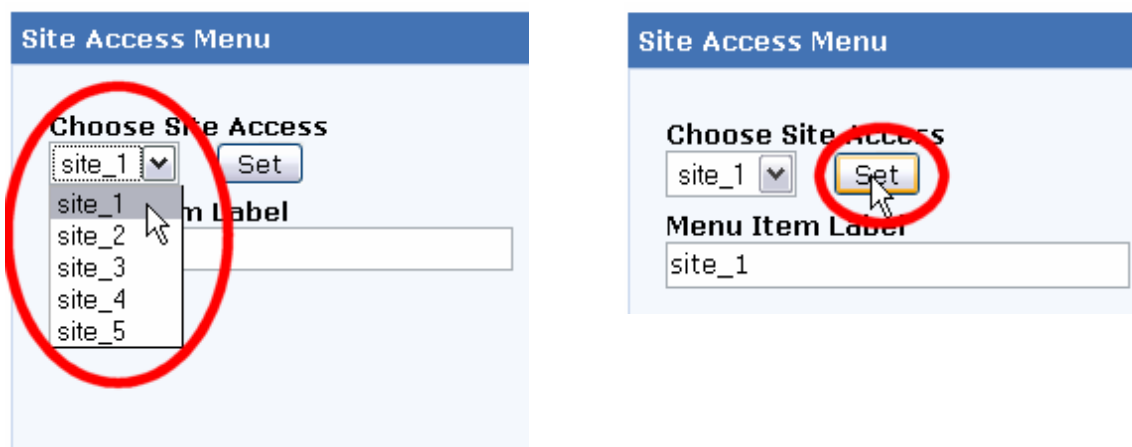 Site Access Menu
Choose Site Access
site_1 Set
site_1
site_2
m Label
site_3
site_4
site_5
Site Access Menu
Choose Site Access
site_1 Set
Menu Item Label
site_1